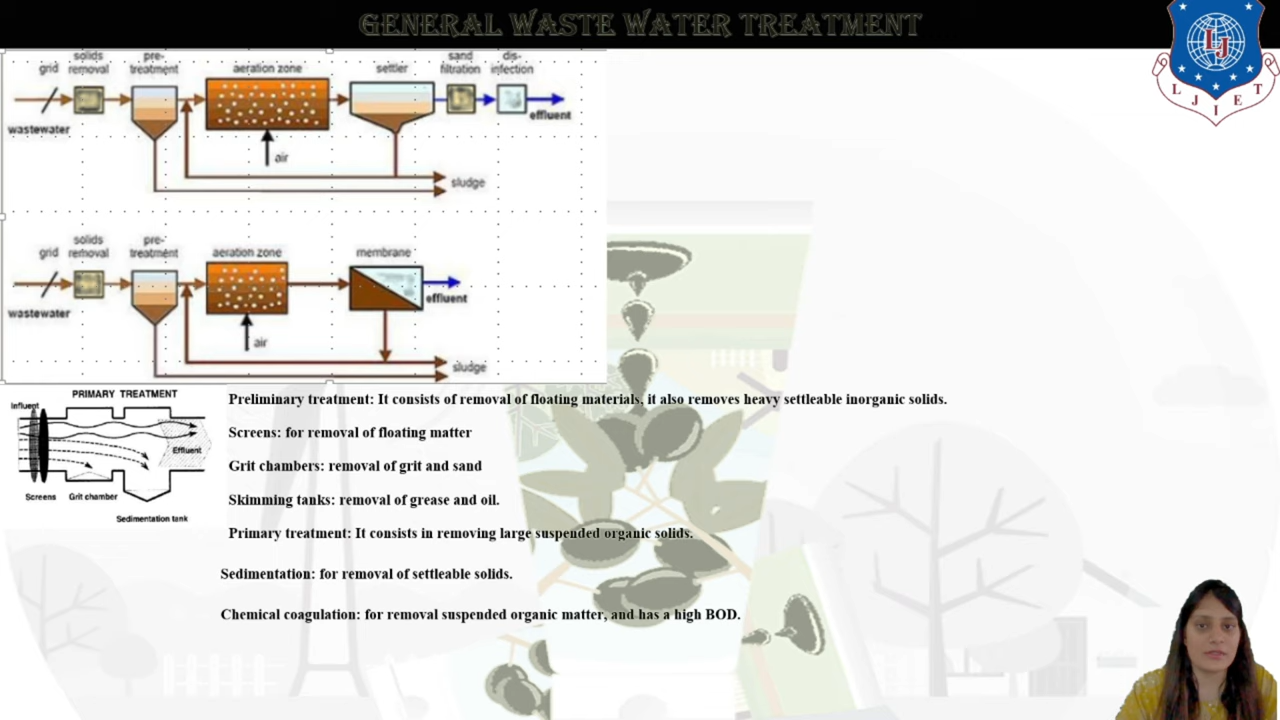 GENERAL WASTE WATER TREATMENT
L J I E T
grid solids removal pre-treatment aeration zone settler sand filtration dis-infection
wastewater
effluent
air
sludge
grid solids removal pre-treatment aeration zone membrane
wastewater
effluent
air
sludge
PRIMARY TREATMENT
Influent
Effluent
Screens Grit chamber
Sedimentation tank
Preliminary treatment: It consists of removal of floating materials, it also removes heavy settleable inorganic solids.
Screens: for removal of floating matter
Grit chambers: removal of grit and sand
Skimming tanks: removal of grease and oil.
Primary treatment: It consists in removing large suspended organic solids.
Sedimentation: for removal of settleable solids.
Chemical coagulation: for removal suspended organic matter, and has a high BOD.